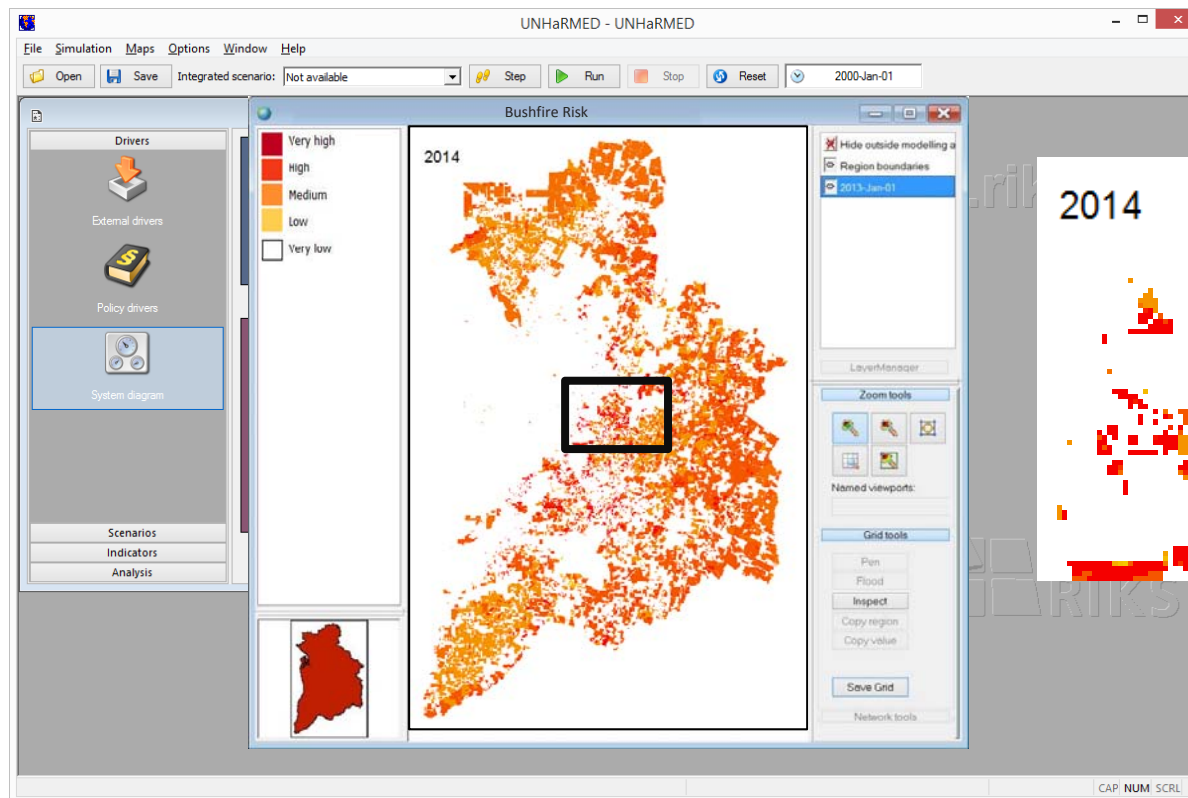 UNHaRMED - UNHaRMED
File Simulation Maps Options Window Help
Open Save Integrated scenario: Not available Step Run Stop Reset 2000-Jan-01
Bushfire Risk
Drivers
External drivers
Policy drivers
System diagram
Scenarios
Indicators
Analysis
Very high
High
Medium
Low
Very low
2014
Hide outside modelling a
Region boundaries
2013-Jan-01
LayerManager
Zoom tools
Named viewports:
Grid tools
Pen
Flood
Inspect
Copy region
Copy value
Save Grid
Network tools
.rik
2014
RIKS
CAP NUM SCRL